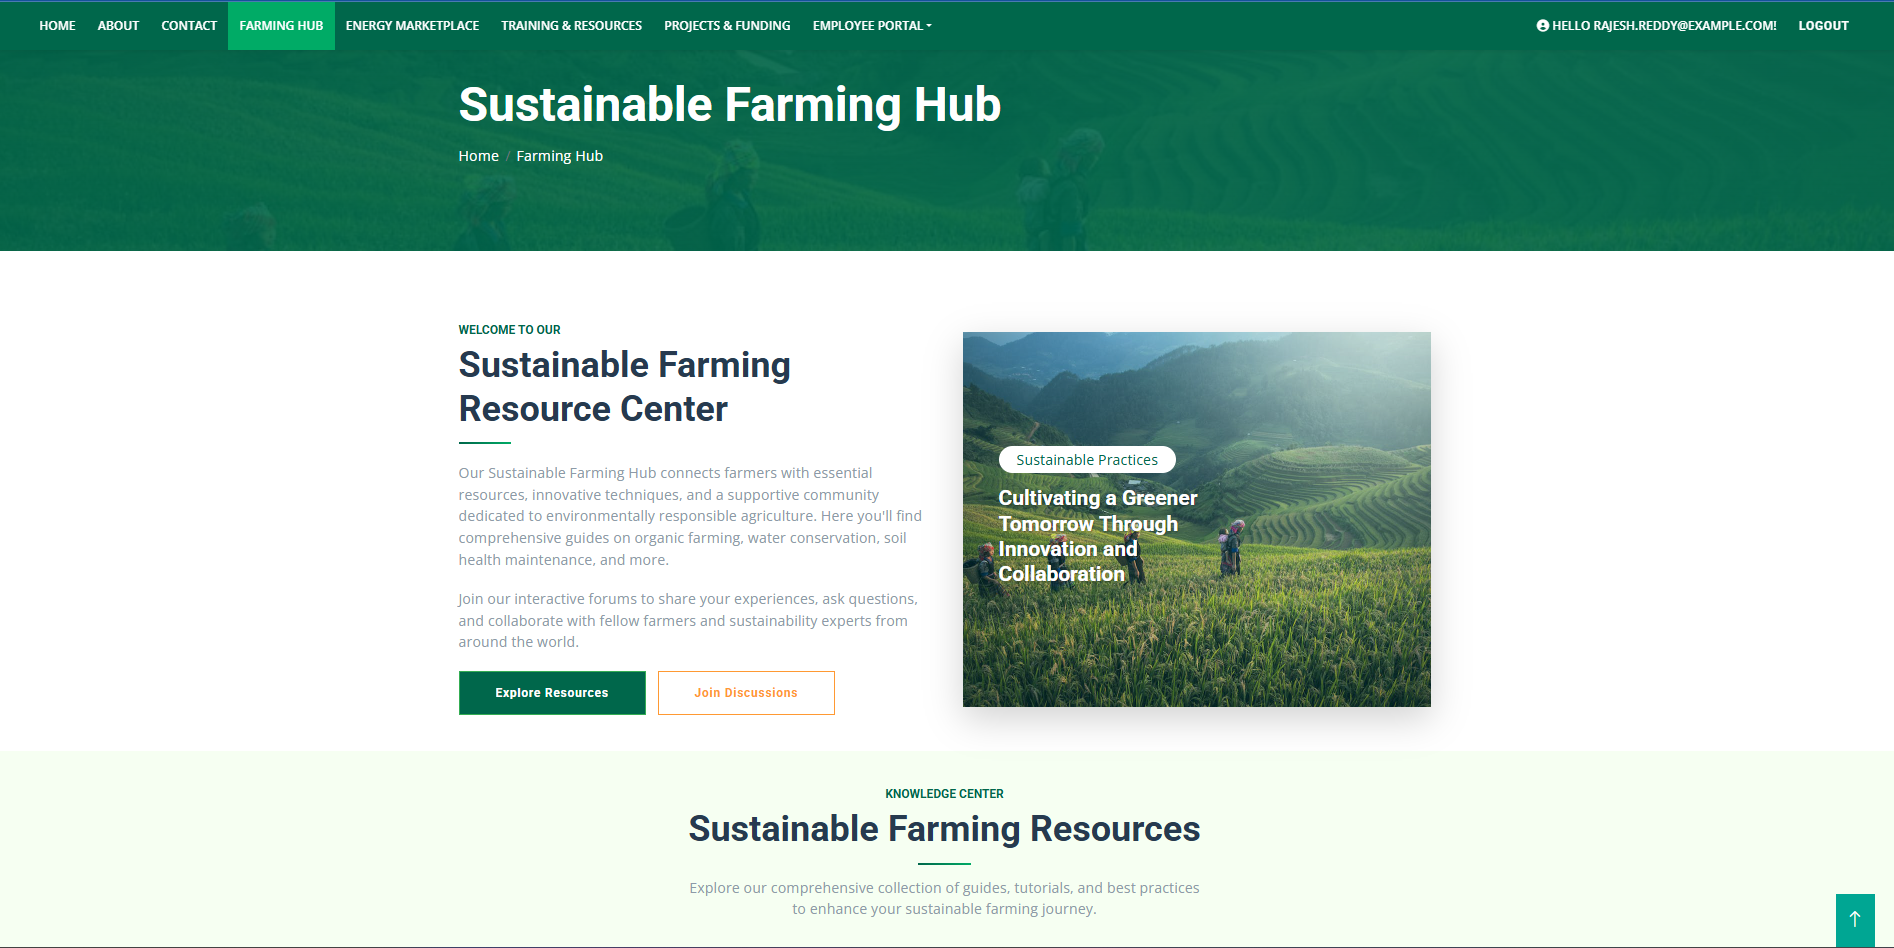 HOME ABOUT CONTACT FARMING HUB ENERGY MARKETPLACE TRAINING & RESOURCES PROJECTS & FUNDING EMPLOYEE PORTAL HELLO RAJESH.REDDY@EXAMPLE.COM! LOGOUT
Sustainable Farming Hub
Home / Farming Hub
WELCOME TO OUR
Sustainable Farming
Resource Center
Our Sustainable Farming Hub connects farmers with essential
resources, innovative techniques, and a supportive community
dedicated to environmentally responsible agriculture. Here you'll find
comprehensive guides on organic farming, water conservation, soil
health maintenance, and more.
Join our interactive forums to share your experiences, ask questions,
and collaborate with fellow farmers and sustainability experts from
around the world.
Explore Resources Join Discussions
Sustainable Practices
Cultivating a Greener
Tomorrow Through
Innovation and
Collaboration
KNOWLEDGE CENTER
Sustainable Farming Resources
Explore our comprehensive collection of guides, tutorials, and best practices
to enhance your sustainable farming journey.